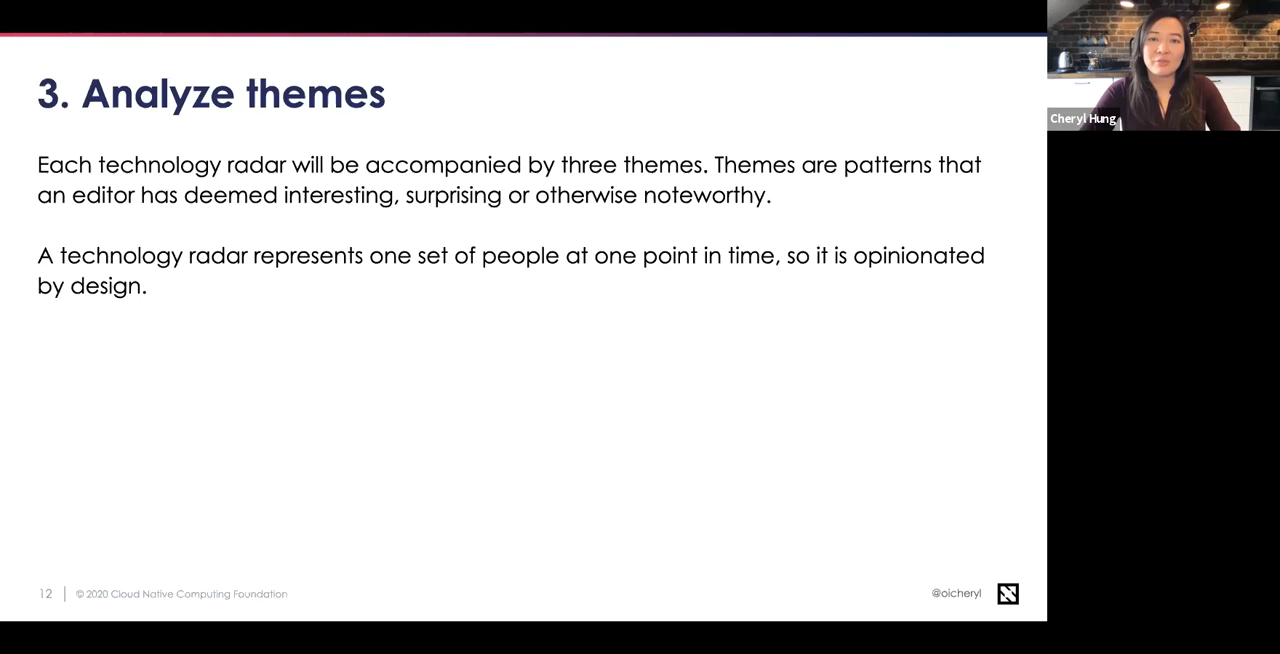 3. Analyze themes
Each technology radar will be accompanied by three themes. Themes are patterns that
an editor has deemed interesting, surprising or otherwise noteworthy.
A technology radar represents one set of people at one point in time, so it is opinionated
by design.
12
© 2020 Cloud Native Computing Foundation
@oicheryl
Cheryl Hung